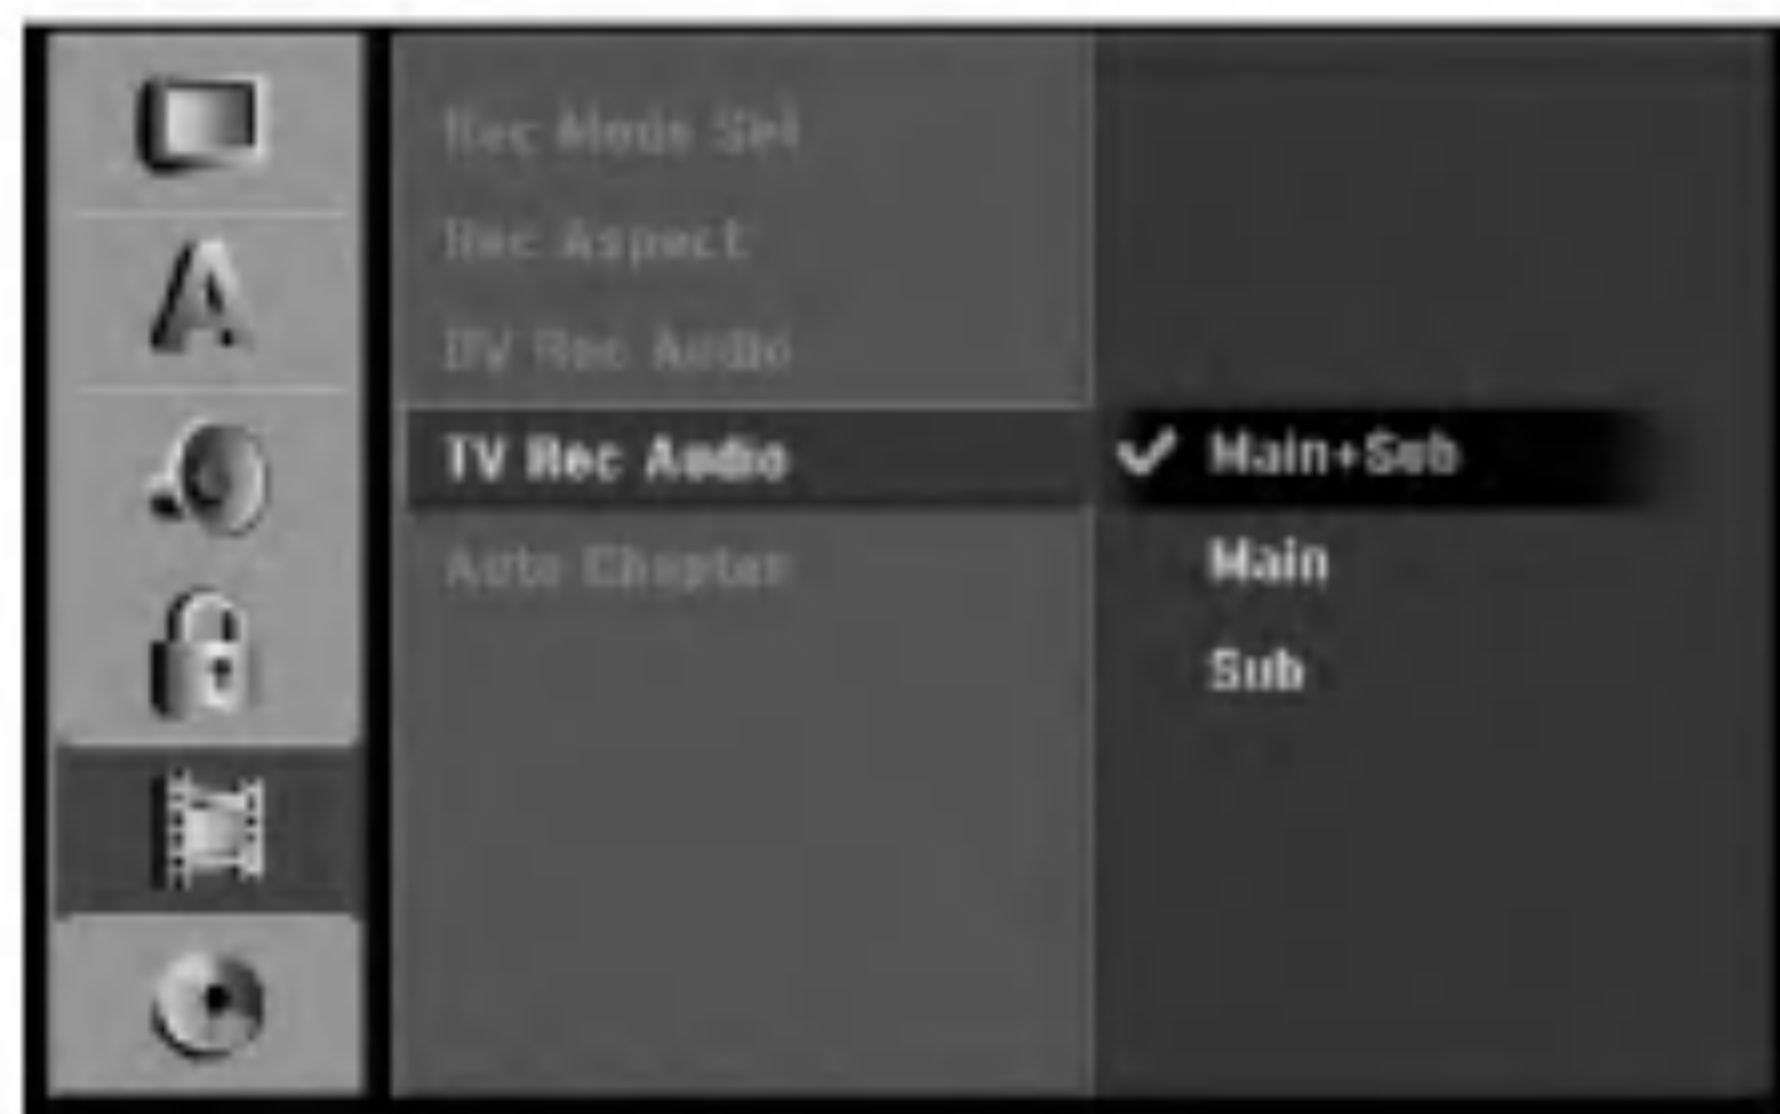 Rec Mode Set
Rec Aspect
DV Rec Audio
TV Rec Audio
Main+Sub
Main
Auto Chapter
Sub